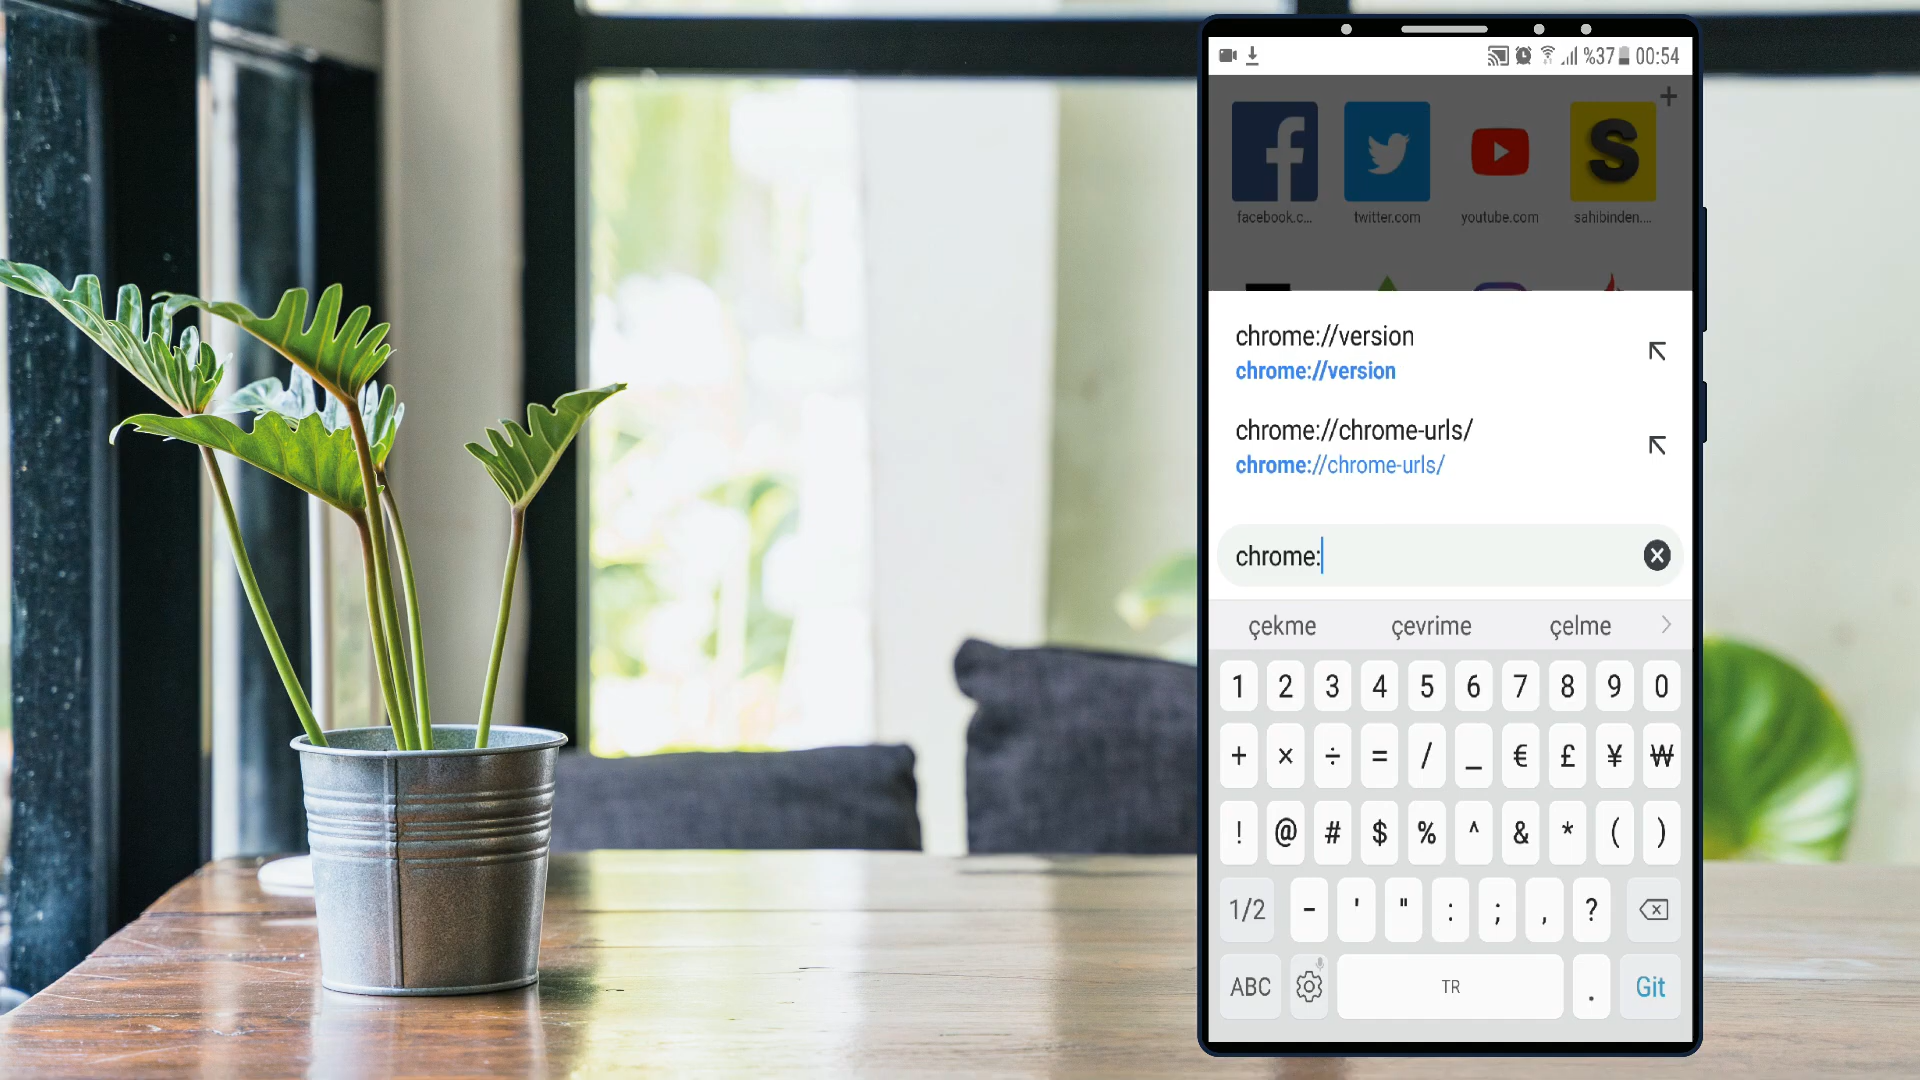 %37 00:54
facebook.c... twitter.com youtube.com sahibinden....
chrome://version
chrome://version
chrome://chrome-urls/
chrome://chrome-urls/
chrome:
çekme çevrime çelme
1 2 3 4 5 6 7 8 9 0
+ × ÷ = / _ € £ ¥ ₩
! @ # $ % ^ & * ( )
1/2 - ' " : ; , ?
ABC TR . Git